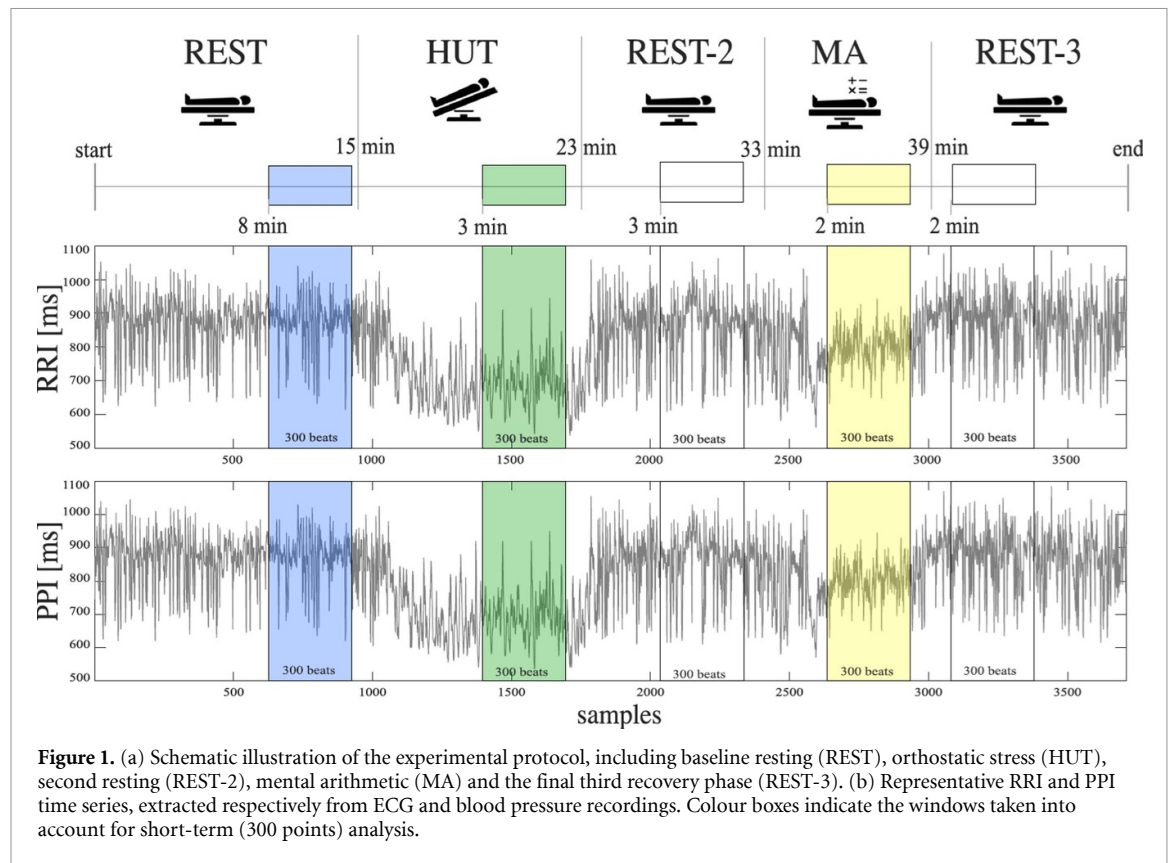 REST HUT REST-2 MA REST-3
+ −
× =
start 15 min 23 min 33 min 39 min end
8 min 3 min 3 min 2 min 2 min
RRI [ms]
1100
1000
900
800
700
600
500
300 beats 300 beats 300 beats 300 beats 300 beats
500 1000 1500 2000 2500 3000 3500
PPI [ms]
1100
1000
900
800
700
600
500
300 beats 300 beats 300 beats 300 beats 300 beats
500 1000 1500 2000 2500 3000 3500
samples
Figure 1. (a) Schematic illustration of the experimental protocol, including baseline resting (REST), orthostatic stress (HUT),
second resting (REST-2), mental arithmetic (MA) and the final third recovery phase (REST-3). (b) Representative RRI and PPI
time series, extracted respectively from ECG and blood pressure recordings. Colour boxes indicate the windows taken into
account for short-term (300 points) analysis.